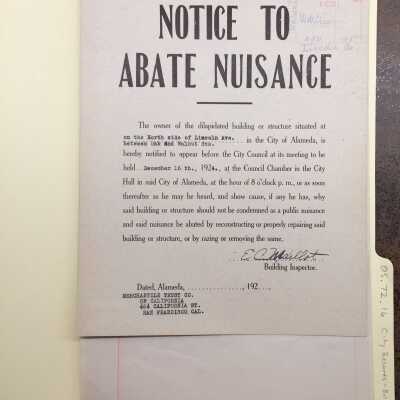 NOTICE TO
ABATE NUISANCE
The owner of the dilapidated building or structure situated at
on the North side of Lincoln Ave.
between Oak and Walnut Sts. in the City of Alameda, is
hereby notified to appear before the City Council at its meeting to be
held December 16 th., 1924., at the Council Chamber in the City
Hall in said City of Alameda, at the hour of 8 o'clock p. m., or as soon
thereafter as he may be heard, and show cause, if any he has, why
said building or structure should not be condemned as a public nuisance
and said nuisance be abated by reconstructing or properly repairing said
building or structure, or by razing or removing the same.
Building Inspector.
Dated, Alameda, ................, 192....
MERCHANTILE TRUST CO.
OF CALIFORNIA
464 CALIFORNIA ST.
SAN FRANDISCO CAL.
05.72.16 City Records-